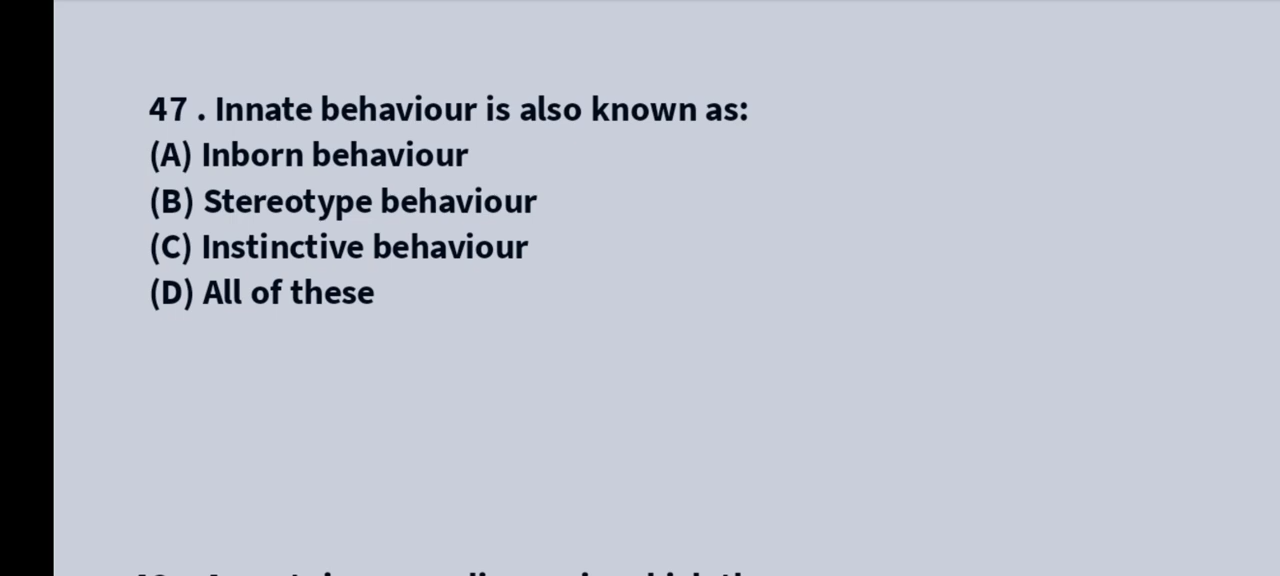 47 . Innate behaviour is also known as:
(A) Inborn behaviour
(B) Stereotype behaviour
(C) Instinctive behaviour
(D) All of these